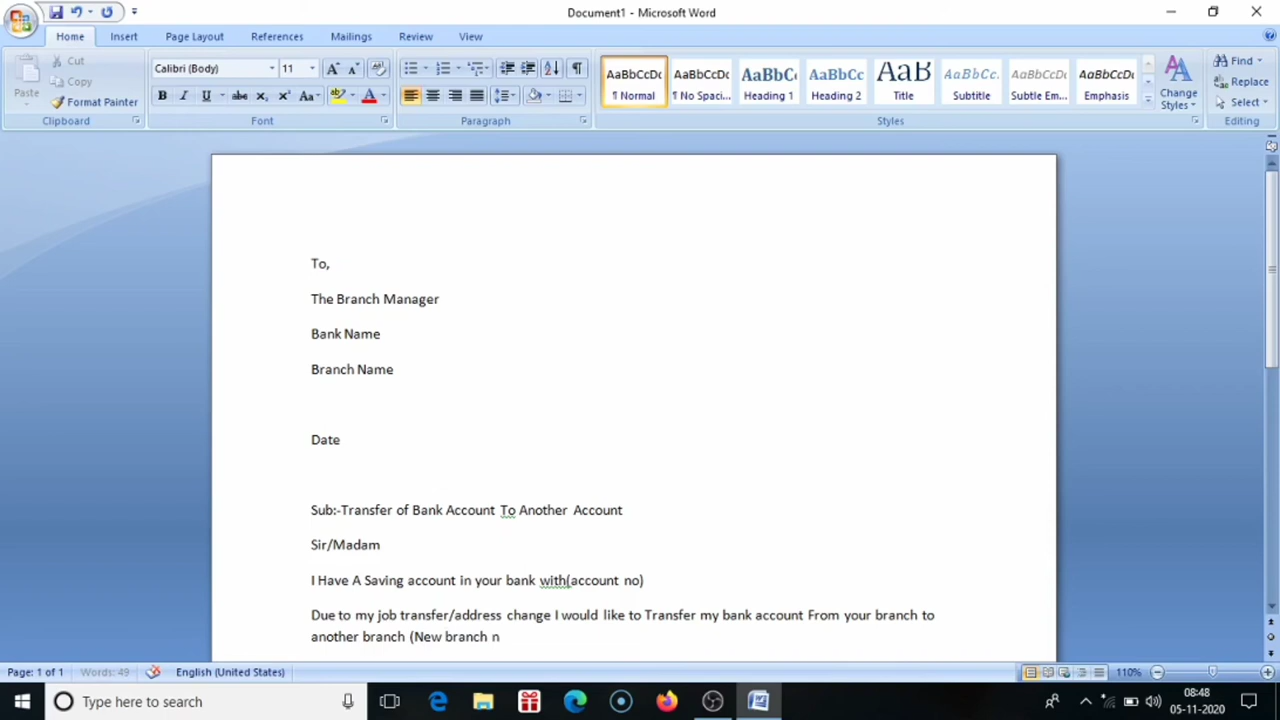 Document1 - Microsoft Word
Home Insert Page Layout References Mailings Review View
Paste
Cut
Copy
Format Painter
Clipboard
Calibri (Body) 11
Font
Paragraph
AaBbCcDc AaBbCcDc AaBbC AaBbCc AaB AaBbCc. AaBbCcDc AaBbCcDc
¶ Normal ¶ No Spaci... Heading 1 Heading 2 Title Subtitle Subtle Em... Emphasis
Change Styles
Styles
Find
Replace
Select
Editing
To,
The Branch Manager
Bank Name
Branch Name
Date
Sub:-Transfer of Bank Account To Another Account
Sir/Madam
I Have A Saving account in your bank with(account no)
Due to my job transfer/address change I would like to Transfer my bank account From your branch to
another branch (New branch n
Page: 1 of 1 Words: 49 English (United States) 110%
Type here to search
08:48
05-11-2020